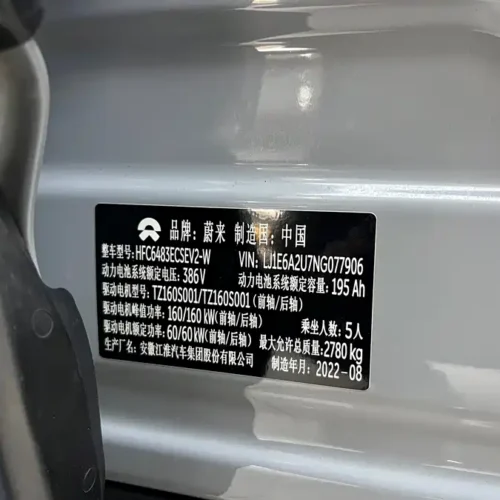 品牌：蔚来 制造国：中国
整车型号：HFC6483ECSEV2-W VIN：LJ1E6A2U7NG077906
动力电池系统额定电压：386V 动力电池系统额定容量：195 Ah
驱动电机型号：TZ160S001/TZ160S001（前轴/后轴）
驱动电机峰值功率：160/160 kW（前轴/后轴） 乘坐人数：5人
驱动电机额定功率：60/60 kW（前轴/后轴） 最大允许总质量：2780 kg
生产厂名：安徽江淮汽车集团股份有限公司 制造年月：2022-08